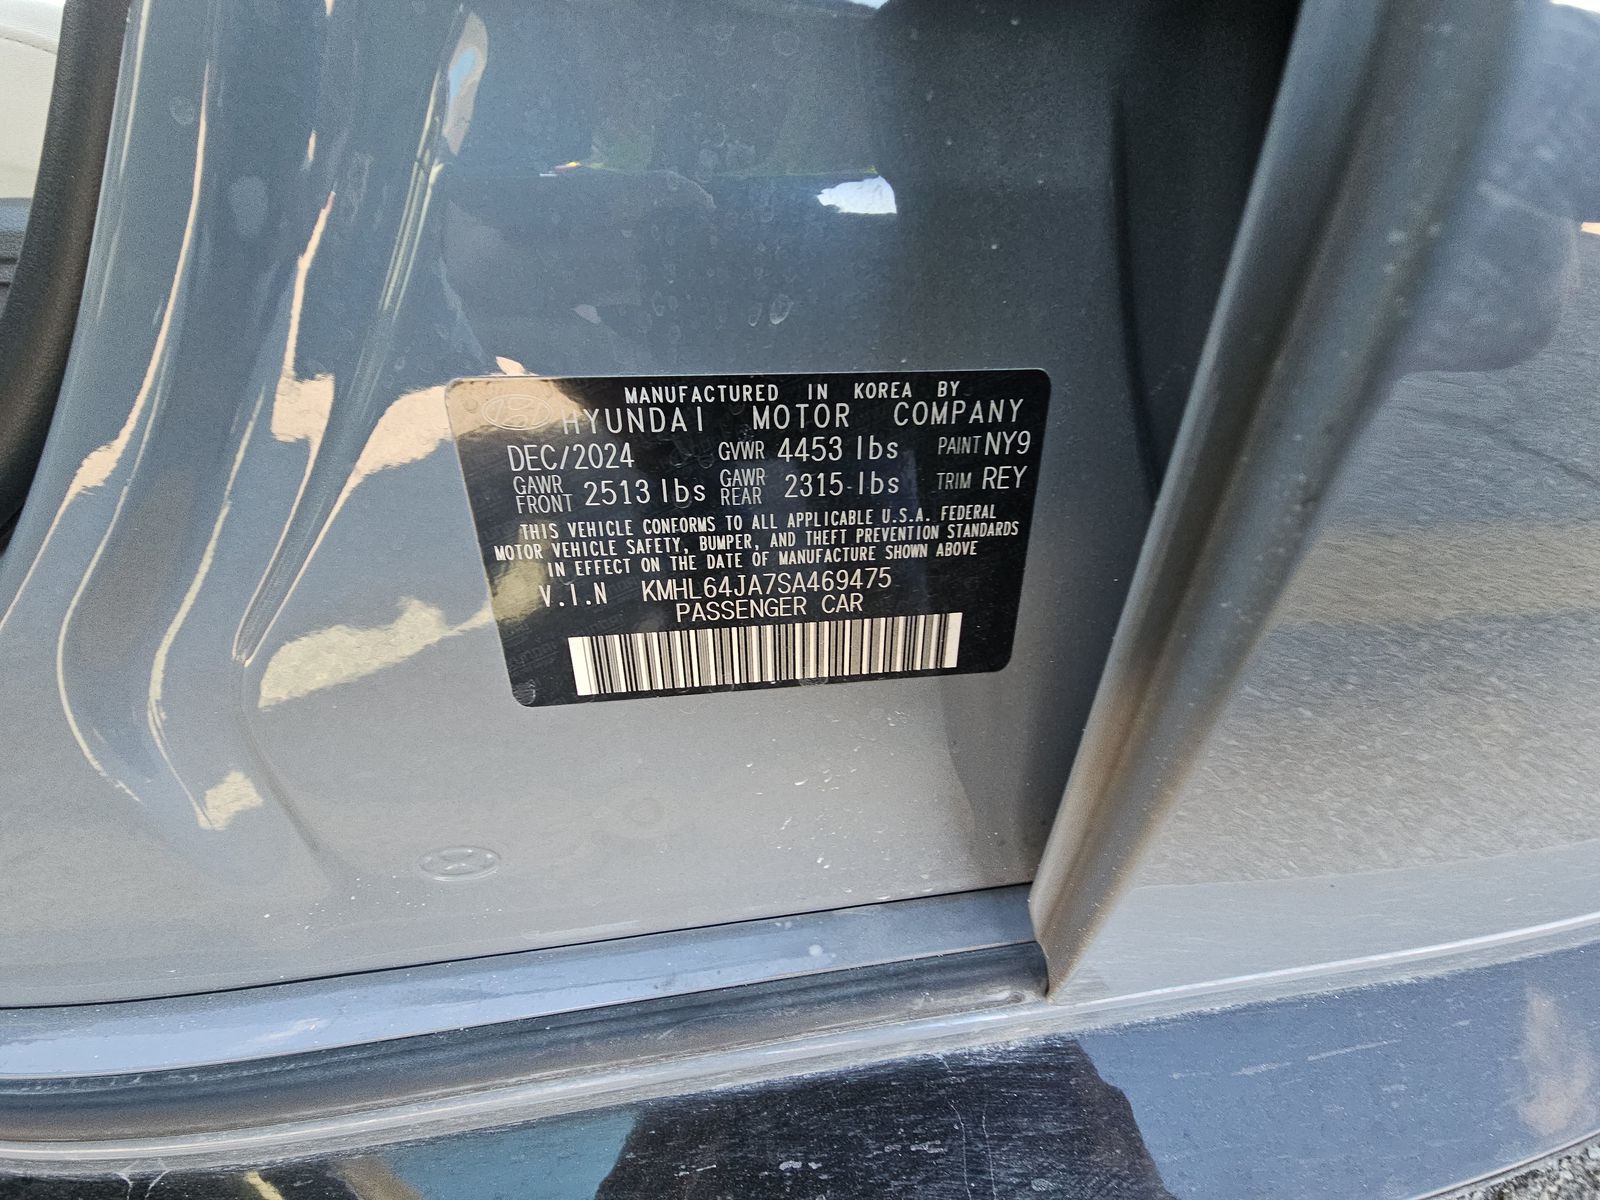 MANUFACTURED IN KOREA BY
HYUNDAI MOTOR COMPANY
DEC/2024 GVWR 4453 lbs PAINT NY9
GAWR FRONT 2513 lbs GAWR REAR 2315 lbs TRIM REY
THIS VEHICLE CONFORMS TO ALL APPLICABLE U.S.A. FEDERAL
MOTOR VEHICLE SAFETY, BUMPER, AND THEFT PREVENTION STANDARDS
IN EFFECT ON THE DATE OF MANUFACTURE SHOWN ABOVE
V.I.N KMHL64JA7SA469475
PASSENGER CAR